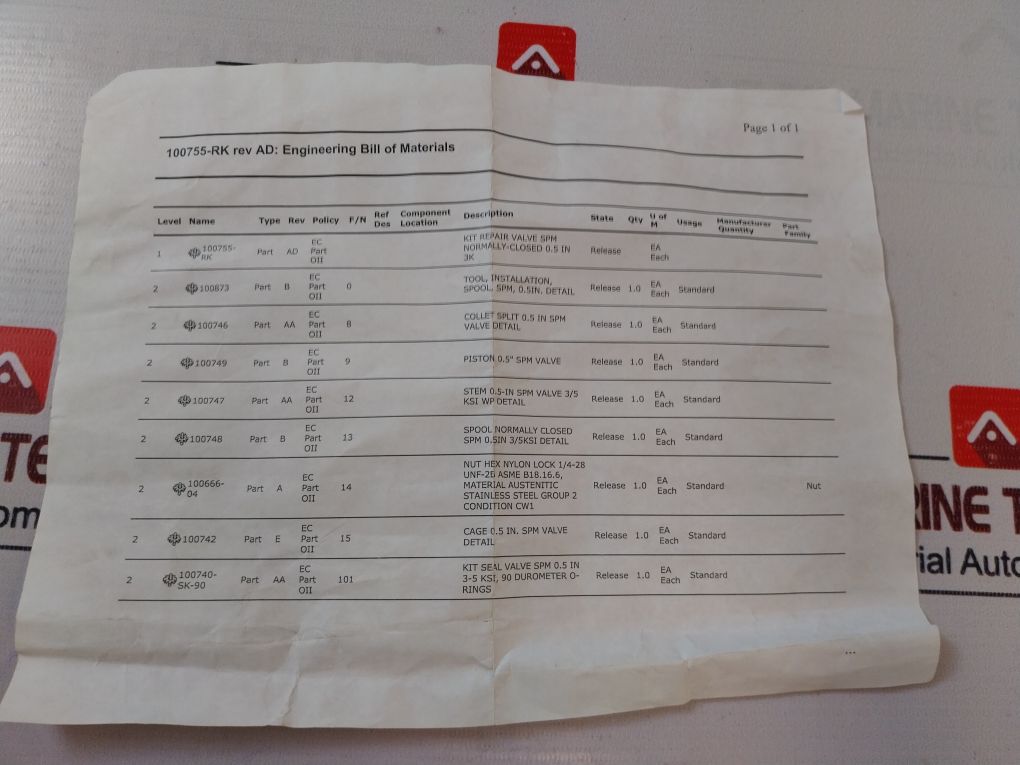 Page 1 of 1
100755-RK rev AD: Engineering Bill of Materials
Level Name Type Rev Policy F/N Ref Des Component Location Description State Qty U of M Usage Manufacturer Quantity Part Family
1 100755-RK Part AD EC Part OII KIT REPAIR VALVE SPM NORMALLY-CLOSED 0.5 IN 3K Release EA Each
2 100873 Part B EC Part OII 0 TOOL, INSTALLATION, SPOOL, SPM, 0.5IN. DETAIL Release 1.0 EA Each Standard
2 100746 Part AA EC Part OII 8 COLLET SPLIT 0.5 IN SPM VALVE DETAIL Release 1.0 EA Each Standard
2 100749 Part B EC Part OII 9 PISTON 0.5" SPM VALVE Release 1.0 EA Each Standard
2 100747 Part AA EC Part OII 12 STEM 0.5-IN SPM VALVE 3/5 KSI WP DETAIL Release 1.0 EA Each Standard
2 100748 Part B EC Part OII 13 SPOOL NORMALLY CLOSED SPM 0.5IN 3/5KSI DETAIL Release 1.0 EA Each Standard
2 100666-04 Part A EC Part OII 14 NUT HEX NYLON LOCK 1/4-28 UNF-2B ASME B18.16.6, MATERIAL AUSTENTITC STAINLESS STEEL GROUP 2 CONDITION CW1 Release 1.0 EA Each Standard Nut
2 100742 Part E EC Part OII 15 CAGE 0.5 IN. SPM VALVE DETAIL Release 1.0 EA Each Standard
2 100740-SK-90 Part AA EC Part OII 101 KIT SEAL VALVE SPM 0.5 IN 3-5 KSI, 90 DUROMETER O-RINGS Release 1.0 EA Each Standard
...
TE
om
RINE T
ial Auto